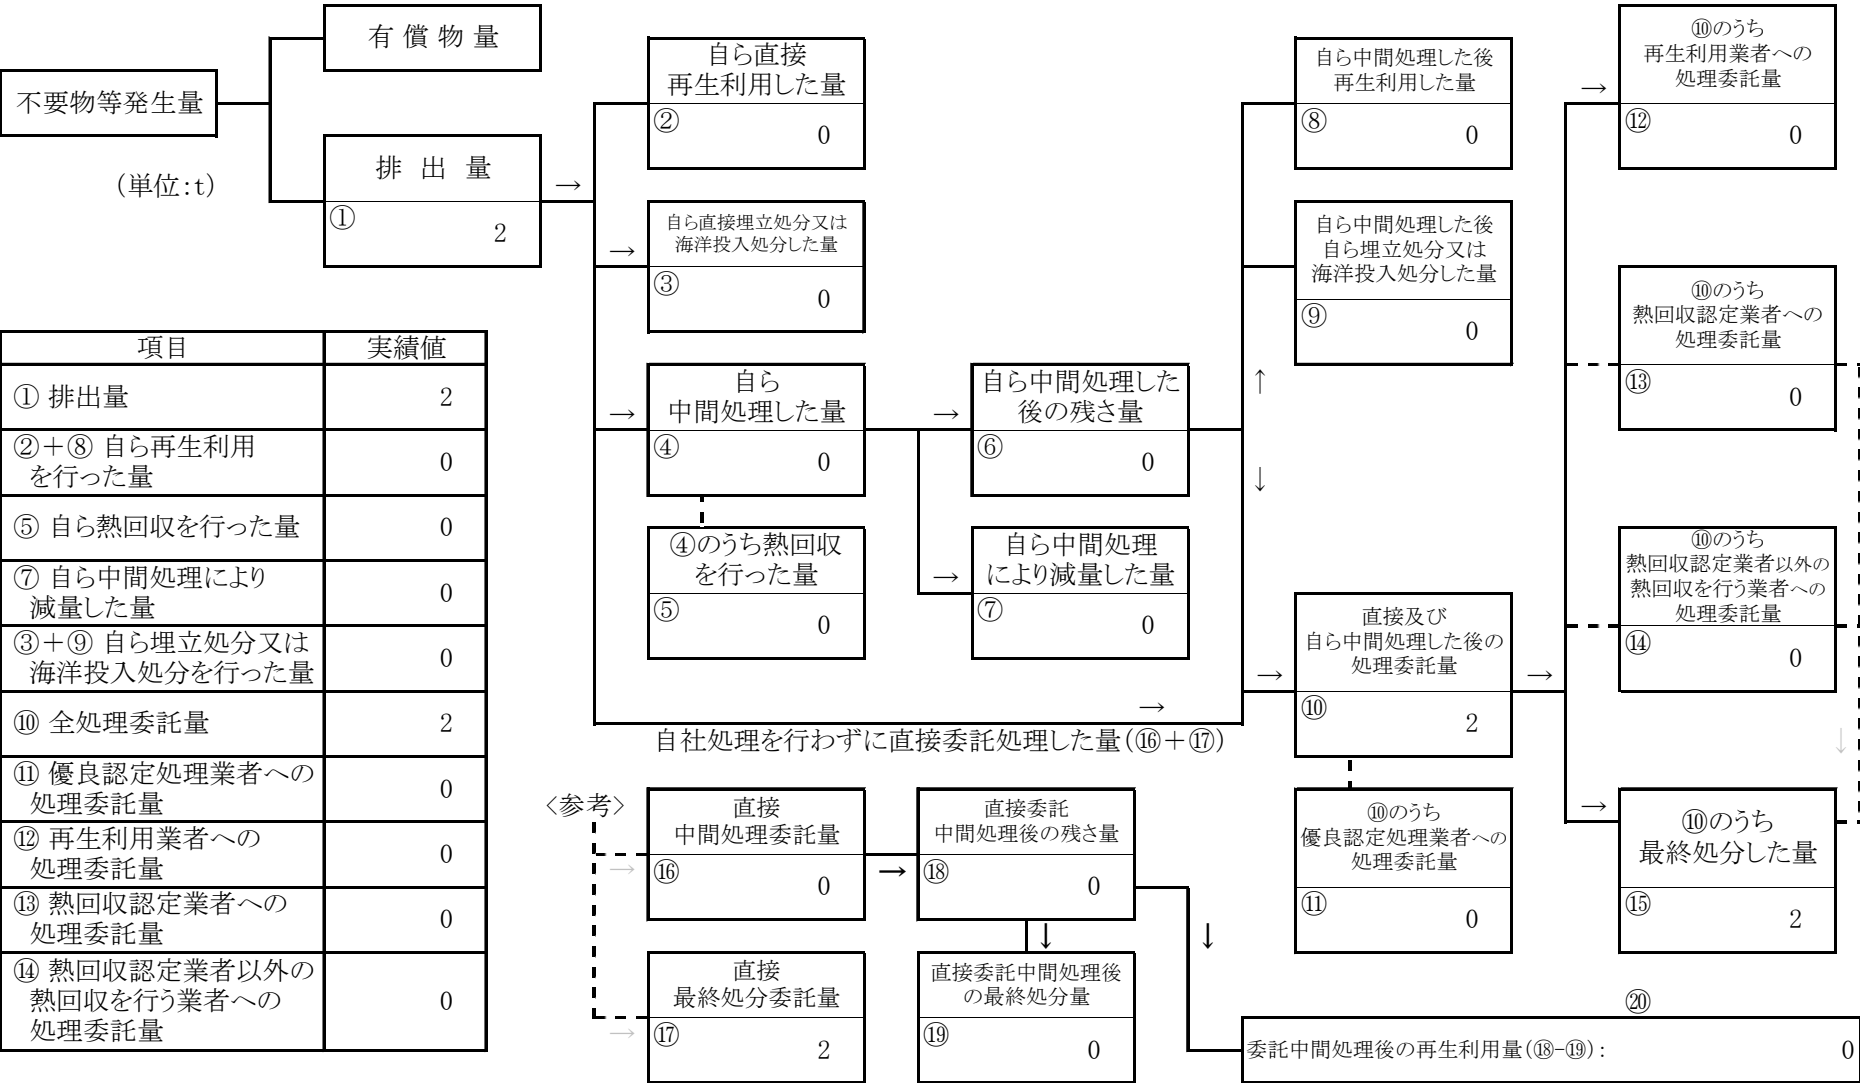 有 償 物 量
不要物等発生量
(単位:t)
排 出 量
①
2
→
自ら直接
再生利用した量
②
0
→
自ら直接埋立処分又は
海洋投入処分した量
③
0
→
自ら
中間処理した量
④
0
④のうち熱回収
を行った量
⑤
0
→
自ら中間処理した
後の残さ量
⑥
0
→
自ら中間処理
により減量した量
⑦
0
→
自社処理を行わずに直接委託処理した量(⑯+⑰)
自ら中間処理した後
再生利用した量
⑧
0
自ら中間処理した後
自ら埋立処分又は
海洋投入処分した量
⑨
0
↑
↓
→
直接及び
自ら中間処理した後の
処理委託量
⑩
2
→
⑩のうち
優良認定処理業者への
処理委託量
⑪
0
→
⑩のうち
再生利用業者への
処理委託量
⑫
0
⑩のうち
熱回収認定業者への
処理委託量
⑬
0
⑩のうち
熱回収認定業者以外の
熱回収を行う業者への
処理委託量
⑭
0
↓
→
⑩のうち
最終処分した量
⑮
2
項目 実績値
① 排出量 2
②+⑧ 自ら再生利用
を行った量 0
⑤ 自ら熱回収を行った量 0
⑦ 自ら中間処理により
減量した量 0
③+⑨ 自ら埋立処分又は
海洋投入処分を行った量 0
⑩ 全処理委託量 2
⑪ 優良認定処理業者への
処理委託量 0
⑫ 再生利用業者への
処理委託量 0
⑬ 熱回収認定業者への
処理委託量 0
⑭ 熱回収認定業者以外の
熱回収を行う業者への
処理委託量 0
<参考>
→
直接
中間処理委託量
⑯
0
→
直接委託
中間処理後の残さ量
⑱
0
↓
↓
→
直接
最終処分委託量
⑰
2
直接委託中間処理後
の最終処分量
⑲
0
⑳
委託中間処理後の再生利用量(⑱-⑲): 0